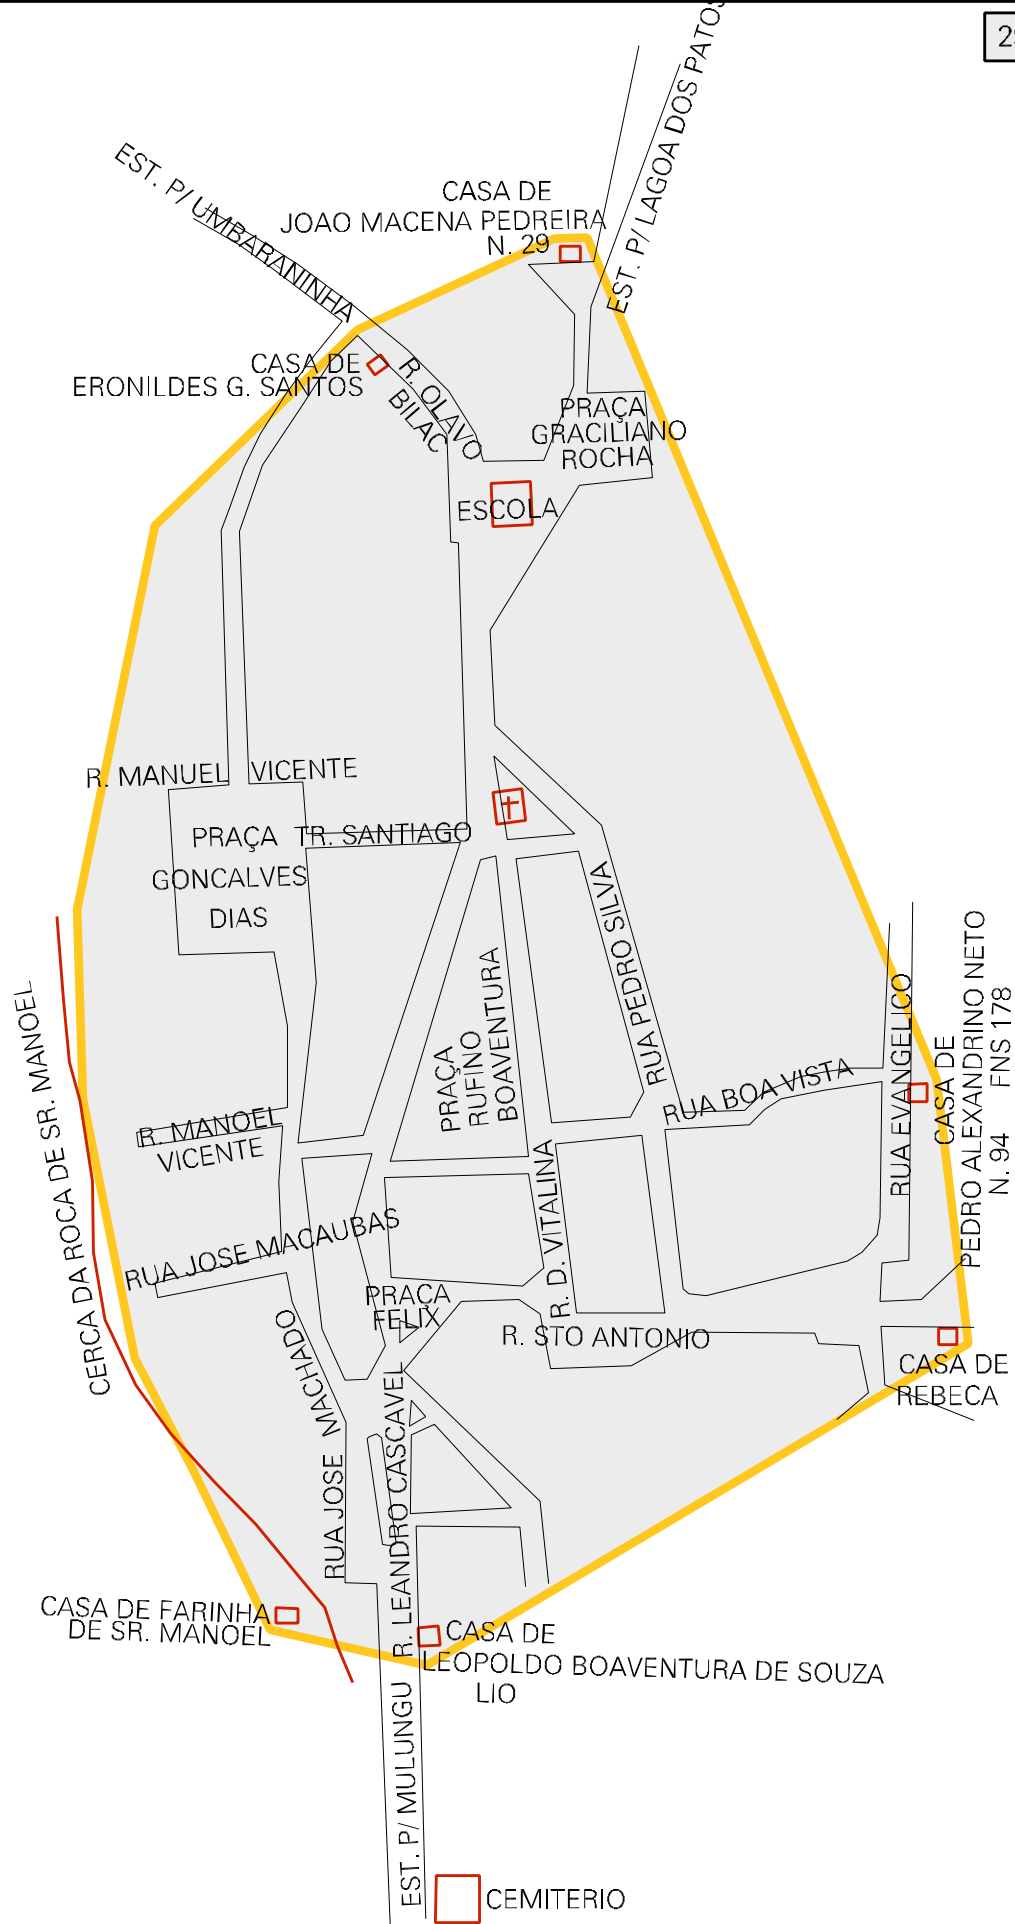 EST. P/ LAGOA DOS PATOS
EST. P/ UMBARANINHA
CASA DE
JOAO MACENA PEDREIRA
N. 29
CASA DE
ERONILDES G. SANTOS
R. OLAVO
BILAC
PRAÇA
GRACILIANO
ROCHA
ESCOLA
R. MANUEL VICENTE
PRAÇA
GONCALVES
DIAS
TR. SANTIAGO
RUA PEDRO SILVA
PRAÇA
RUFINO
BOAVENTURA
RUA BOA VISTA
RUA EVANGELICO
CASA DE
PEDRO ALEXANDRINO NETO
N. 94 FNS 178
CERCA DA ROCA DE SR. MANOEL
R. MANOEL
VICENTE
RUA JOSE MACAUBAS
R. D. VITALINA
PRAÇA
FELIX
R. STO ANTONIO
CASA DE
REBECA
RUA JOSE MACHADO
R. LEANDRO CASCAVEL
CASA DE FARINHA
DE SR. MANOEL
CASA DE
LEOPOLDO BOAVENTURA DE SOUZA
LIO
EST. P/ MULUNGU
CEMITERIO